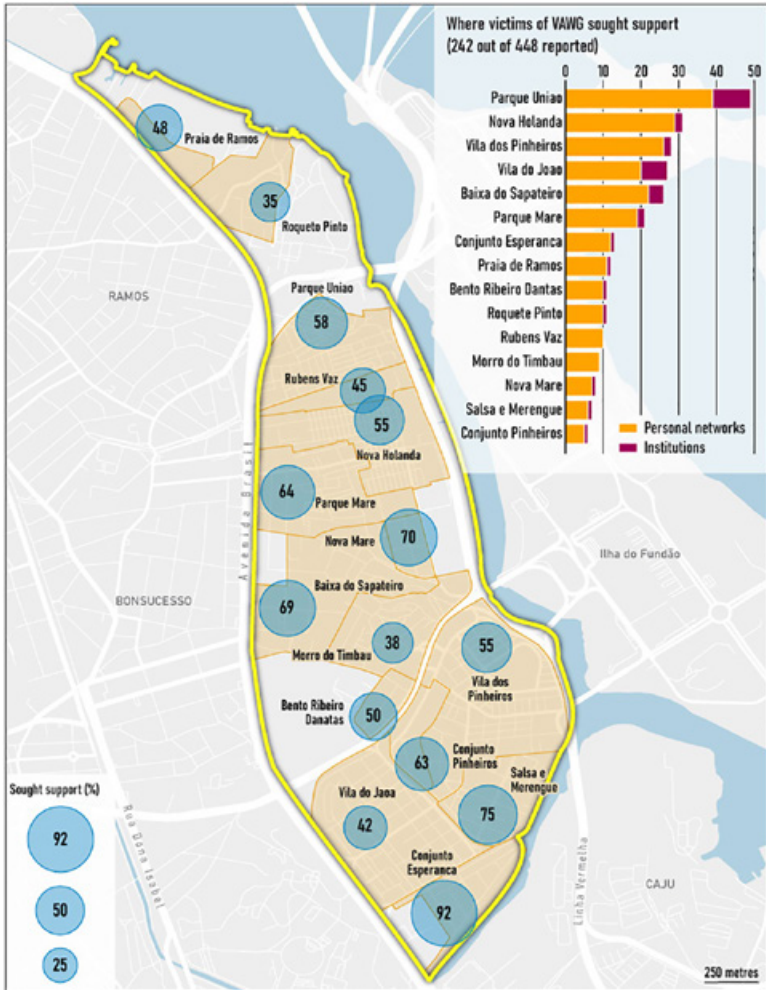 Where victims of VAWG sought support
(242 out of 448 reported)
0 10 20 30 40 50
Parque Uniao
Nova Holanda
Vila dos Pinheiros
Vila do Joao
Baixa do Sapateiro
Parque Mare
Conjunto Esperanca
Praia de Ramos
Bento Ribeiro Dantas
Roquete Pinto
Rubens Vaz
Morro do Timbau
Nova Mare
Salsa e Merengue
Conjunto Pinheiros
Personal networks
Institutions
48
Praia de Ramos
35
Roqueto Pinto
RAMOS
Parque Uniao
58
Rubens Vaz
45
55
Nova Holanda
Avenida Brasil
64
Parque Mare
Nova Mare
70
Ilha do Fundão
BONSUCESSO
Baixa do Sapateiro
69
Morro do Timbau
38
55
Vila dos
Pinheiros
Bento Ribeiro
Danatas
50
63
Conjunto
Pinheiros
Salsa e
Merengue
75
Vila do Jaoa
42
Conjunto
Esperanca
92
Sought support (%)
92
50
25
Rua Dona Isabel
Linha Vermelha
CAJU
250 metres